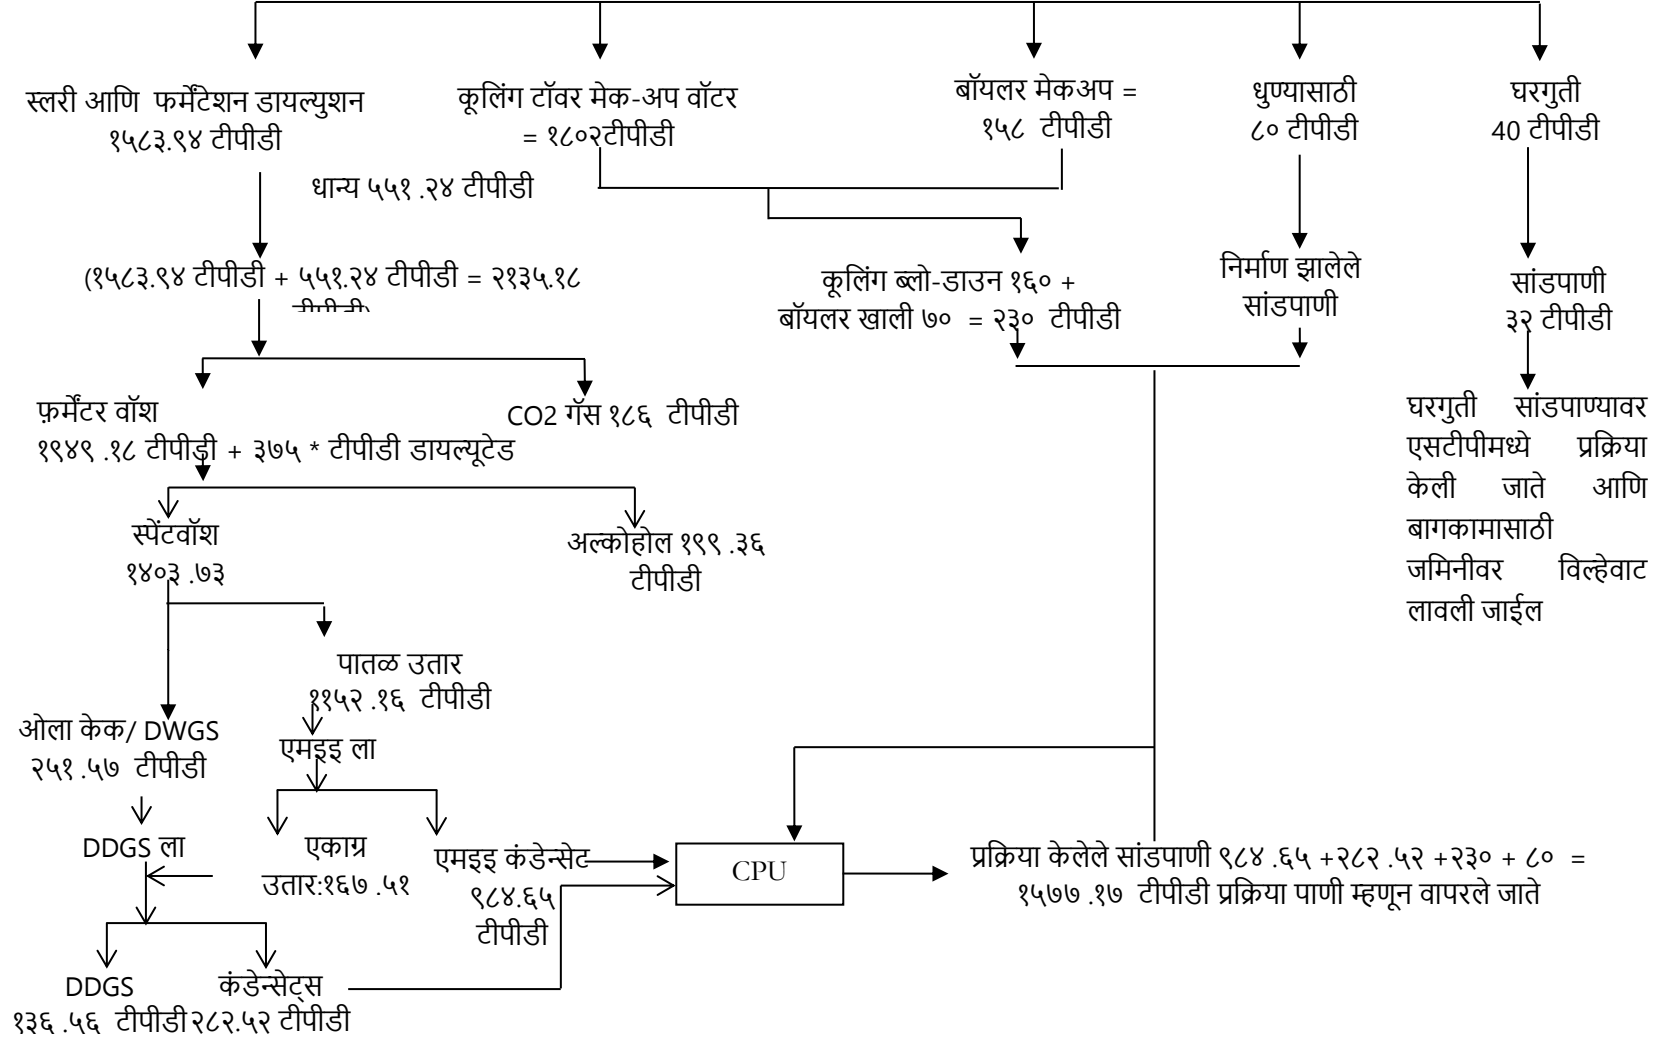 स्लरी आणि फर्मेंटेशन डायल्युशन
१५८३.९४ टीपीडी
कूलिंग टॉवर मेक-अप वॉटर
= १८०२टीपीडी
बॉयलर मेकअप =
१५८ टीपीडी
धुण्यासाठी
८० टीपीडी
घरगुती
40 टीपीडी
धान्य ५५१ .२४ टीपीडी
(१५८३.९४ टीपीडी + ५५१.२४ टीपीडी = २१३५.१८
टीपीडी)
कूलिंग ब्लो-डाउन १६० +
बॉयलर खाली ७० = २३० टीपीडी
निर्माण झालेले
सांडपाणी
सांडपाणी
३२ टीपीडी
फ़र्मेंटर वॉश
१९४९ .१८ टीपीडी + ३७५ * टीपीडी डायल्यूटेड
CO2 गॅस १८६ टीपीडी
घरगुती सांडपाण्यावर
एसटीपीमध्ये प्रक्रिया
केली जाते आणि
बागकामासाठी
जमिनीवर विल्हेवाट
लावली जाईल
स्पेंटवॉश
१४०३ .७३
अल्कोहोल १९९ .३६
टीपीडी
पातळ उतार
११५२ .१६ टीपीडी
ओला केक/ DWGS
२५१ .५७ टीपीडी
एमइइ ला
DDGS ला
एकाग्र
उतार:१६७ .५१
एमइइ कंडेन्सेट
९८४.६५
टीपीडी
CPU
प्रक्रिया केलेले सांडपाणी ९८४ .६५ +२८२ .५२ +२३० + ८० =
१५७७ .१७ टीपीडी प्रक्रिया पाणी म्हणून वापरले जाते
DDGS
१३६ .५६ टीपीडी
कंडेन्सेट्स
२८२.५२ टीपीडी